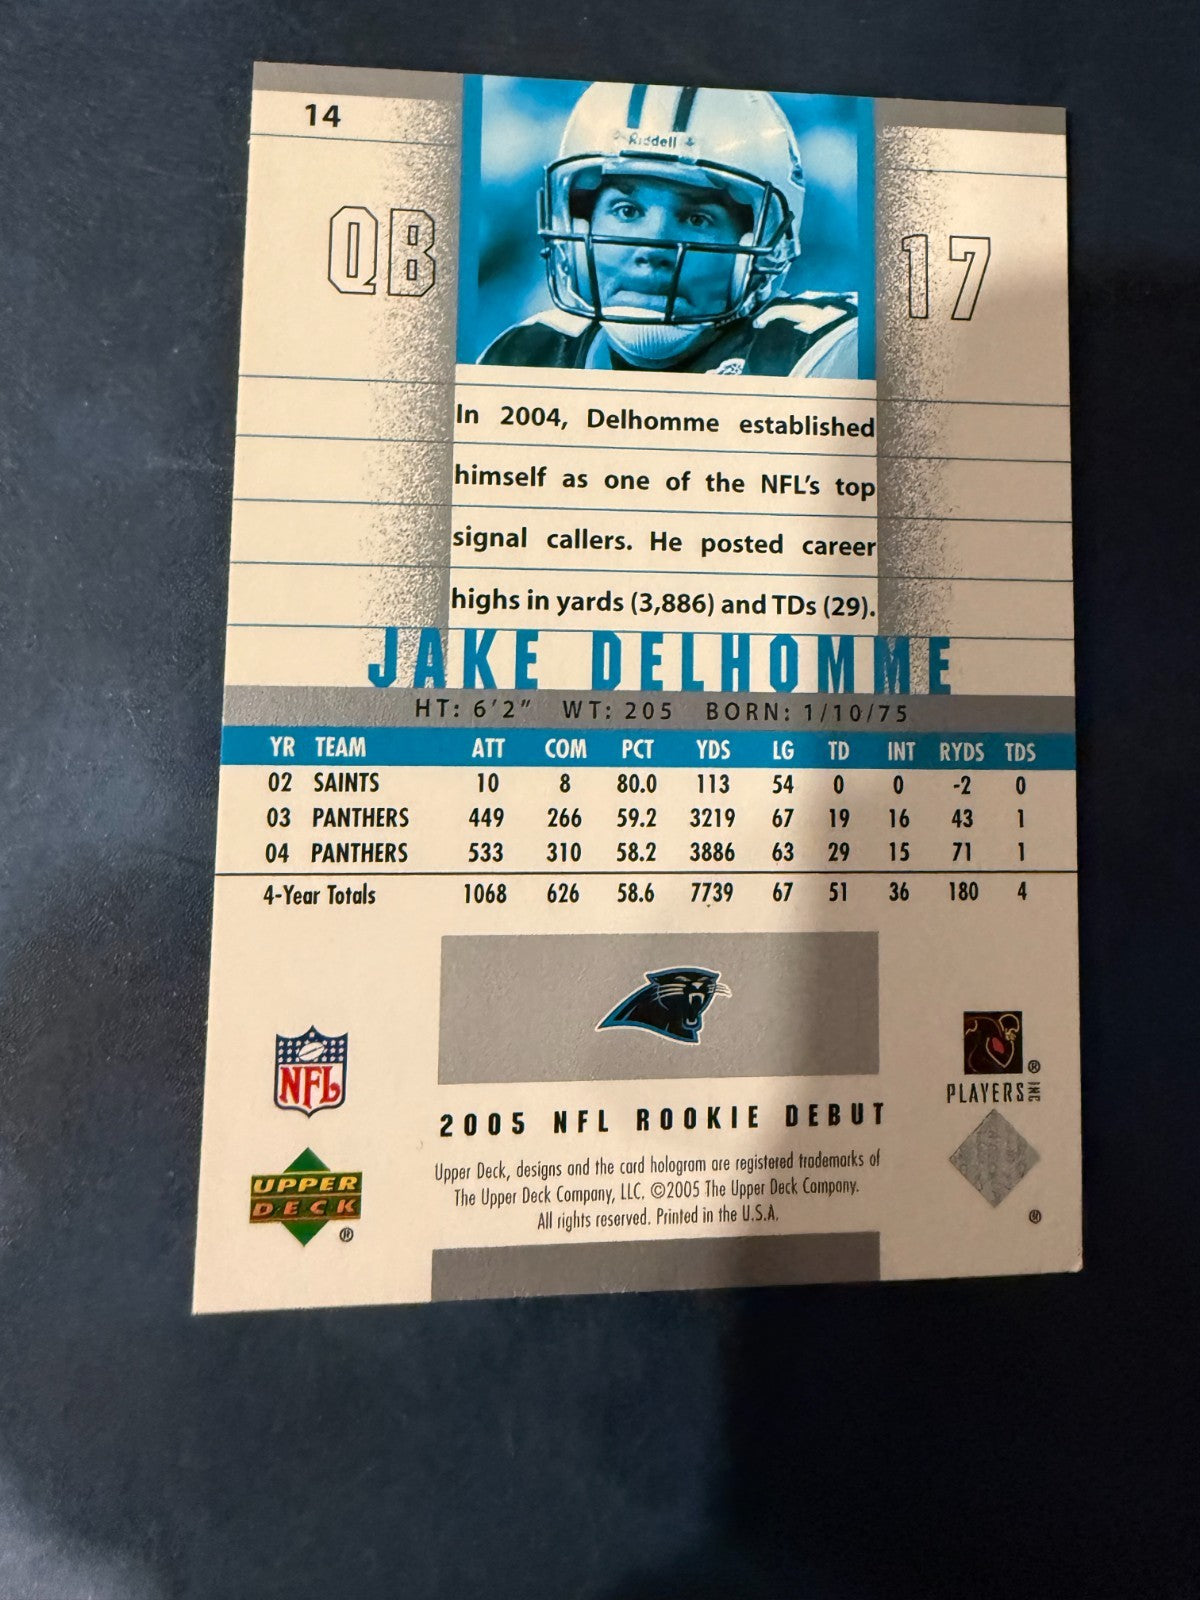 14
Riddell
QB
17
In 2004, Delhomme established
himself as one of the NFL's top
signal callers. He posted career
highs in yards (3,886) and TDs (29).
JAKE DELHOMME
HT: 6'2" WT: 205 BORN: 1/10/75
YR TEAM ATT COM PCT YDS LG TD INT RYDS TDS
02 SAINTS 10 8 80.0 113 54 0 0 -2 0
03 PANTHERS 449 266 59.2 3219 67 19 16 43 1
04 PANTHERS 533 310 58.2 3886 63 29 15 71 1
4-Year Totals 1068 626 58.6 7739 67 51 36 180 4
NFL
®
PLAYERS INC
2005 NFL ROOKIE DEBUT
UPPER
DECK
®
Upper Deck, designs and the card hologram are registered trademarks of
The Upper Deck Company, LLC. ©2005 The Upper Deck Company.
All rights reserved. Printed in the U.S.A.
®